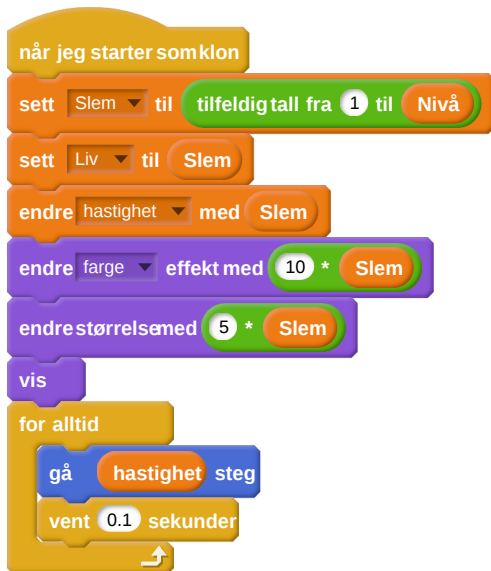 når jeg starter som klon
sett Slem til tilfeldig tall fra 1 til Nivå
sett Liv til Slem
endre hastighet med Slem
endre farge effekt med 10 * Slem
endre størrelse med 5 * Slem
vis
for alltid
gå hastighet steg
vent 0.1 sekunder